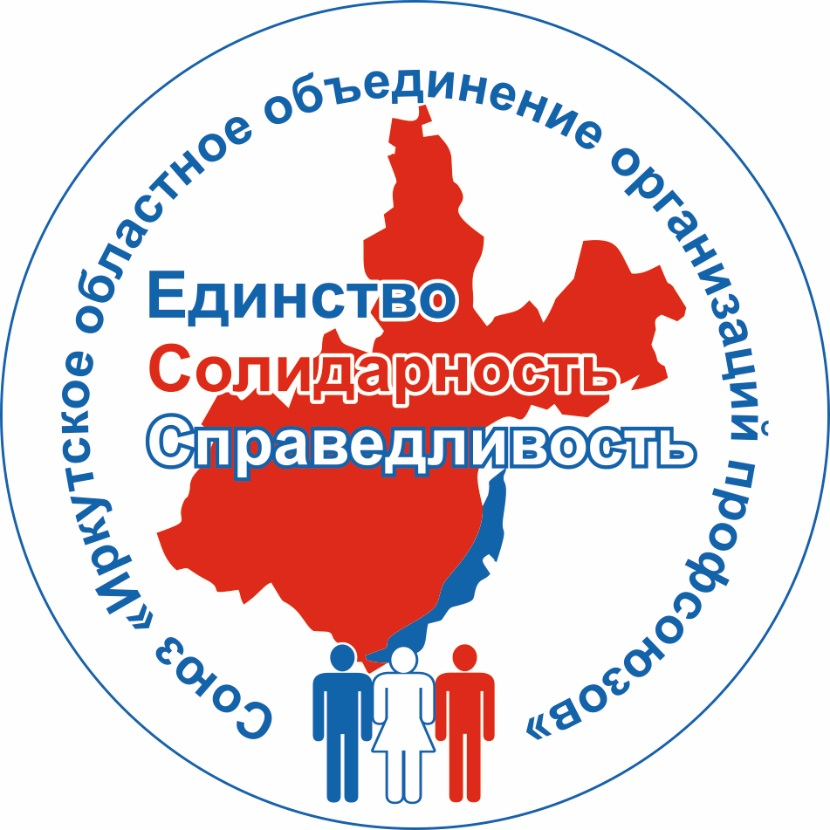 Союз «Иркутское областное объединение организаций профсоюзов»
Единство
Солидарность
Справедливость